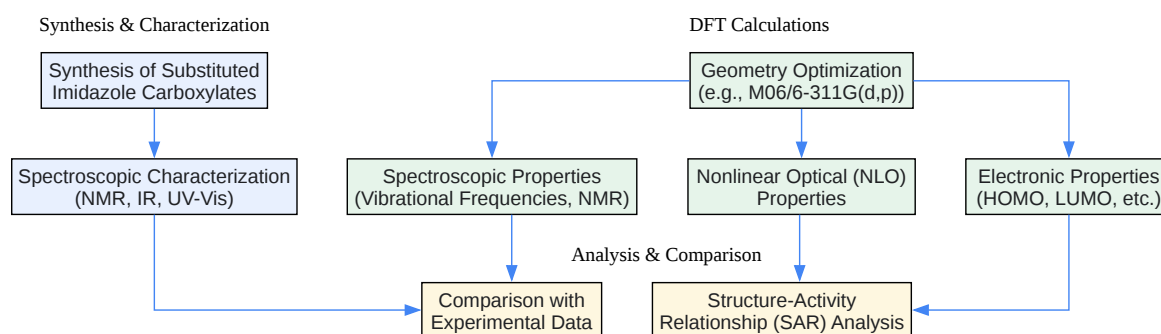 Synthesis & Characterization
DFT Calculations
Synthesis of Substituted
Imidazole Carboxylates
Geometry Optimization
(e.g., M06/6-311G(d,p))
Spectroscopic Characterization
(NMR, IR, UV-Vis)
Spectroscopic Properties
(Vibrational Frequencies, NMR)
Nonlinear Optical (NLO)
Properties
Electronic Properties
(HOMO, LUMO, etc.)
Analysis & Comparison
Comparison with
Experimental Data
Structure-Activity
Relationship (SAR) Analysis